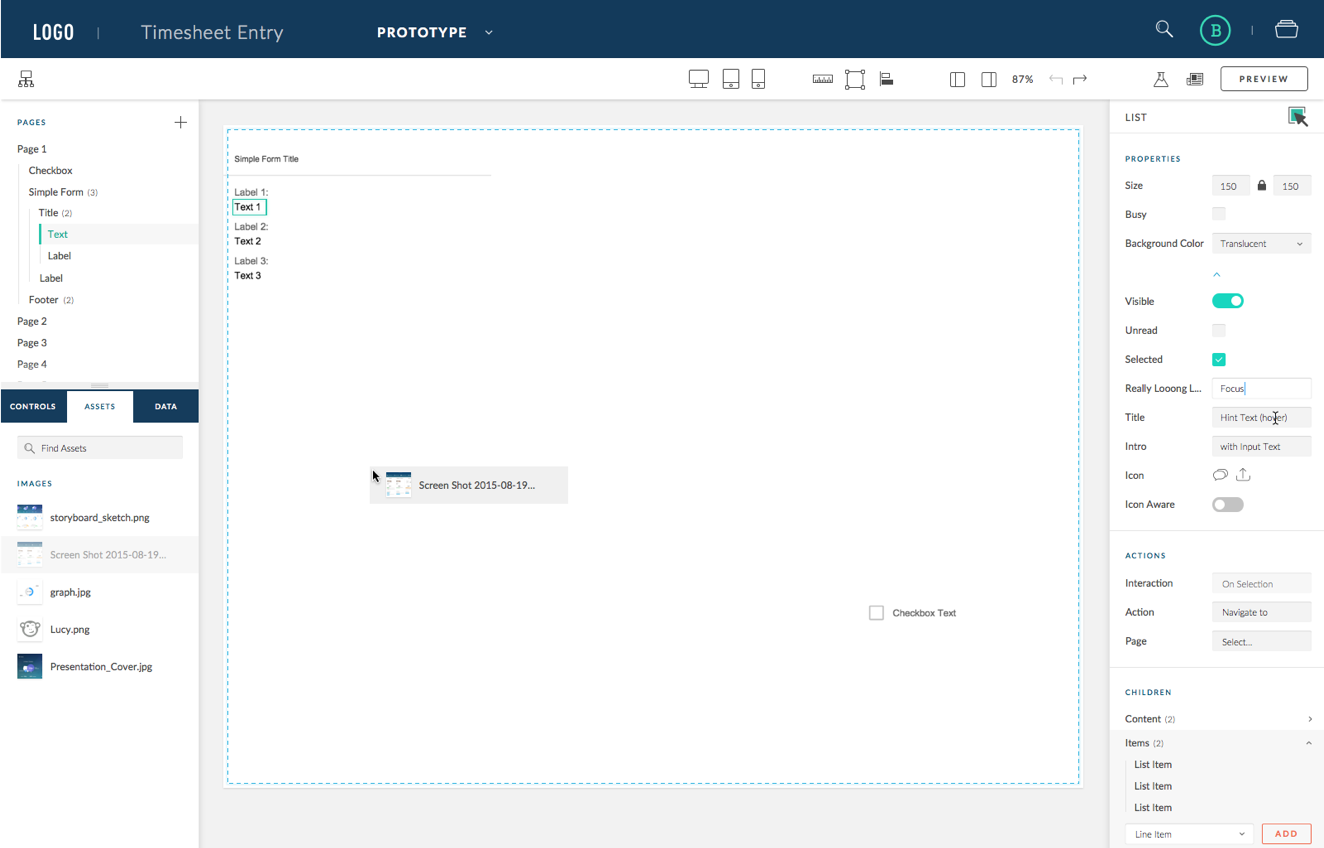 LOGO | Timesheet Entry PROTOTYPE B
87% PREVIEW
PAGES
Page 1
Checkbox
Simple Form (3)
Title (2)
Text
Label
Label
Footer (2)
Page 2
Page 3
Page 4
CONTROLS ASSETS DATA
Find Assets
IMAGES
storyboard_sketch.png
Screen Shot 2015-08-19...
graph.jpg
Lucy.png
Presentation_Cover.jpg
Simple Form Title
Label 1:
Text 1
Label 2:
Text 2
Label 3:
Text 3
Screen Shot 2015-08-19...
Checkbox Text
LIST
PROPERTIES
Size 150 150
Busy
Background Color Translucent
Visible
Unread
Selected
Really Looong L... Focus
Title Hint Text (hover)
Intro with Input Text
Icon
Icon Aware
ACTIONS
Interaction On Selection
Action Navigate to
Page Select...
CHILDREN
Content (2)
Items (2)
List Item
List Item
List Item
Line Item ADD